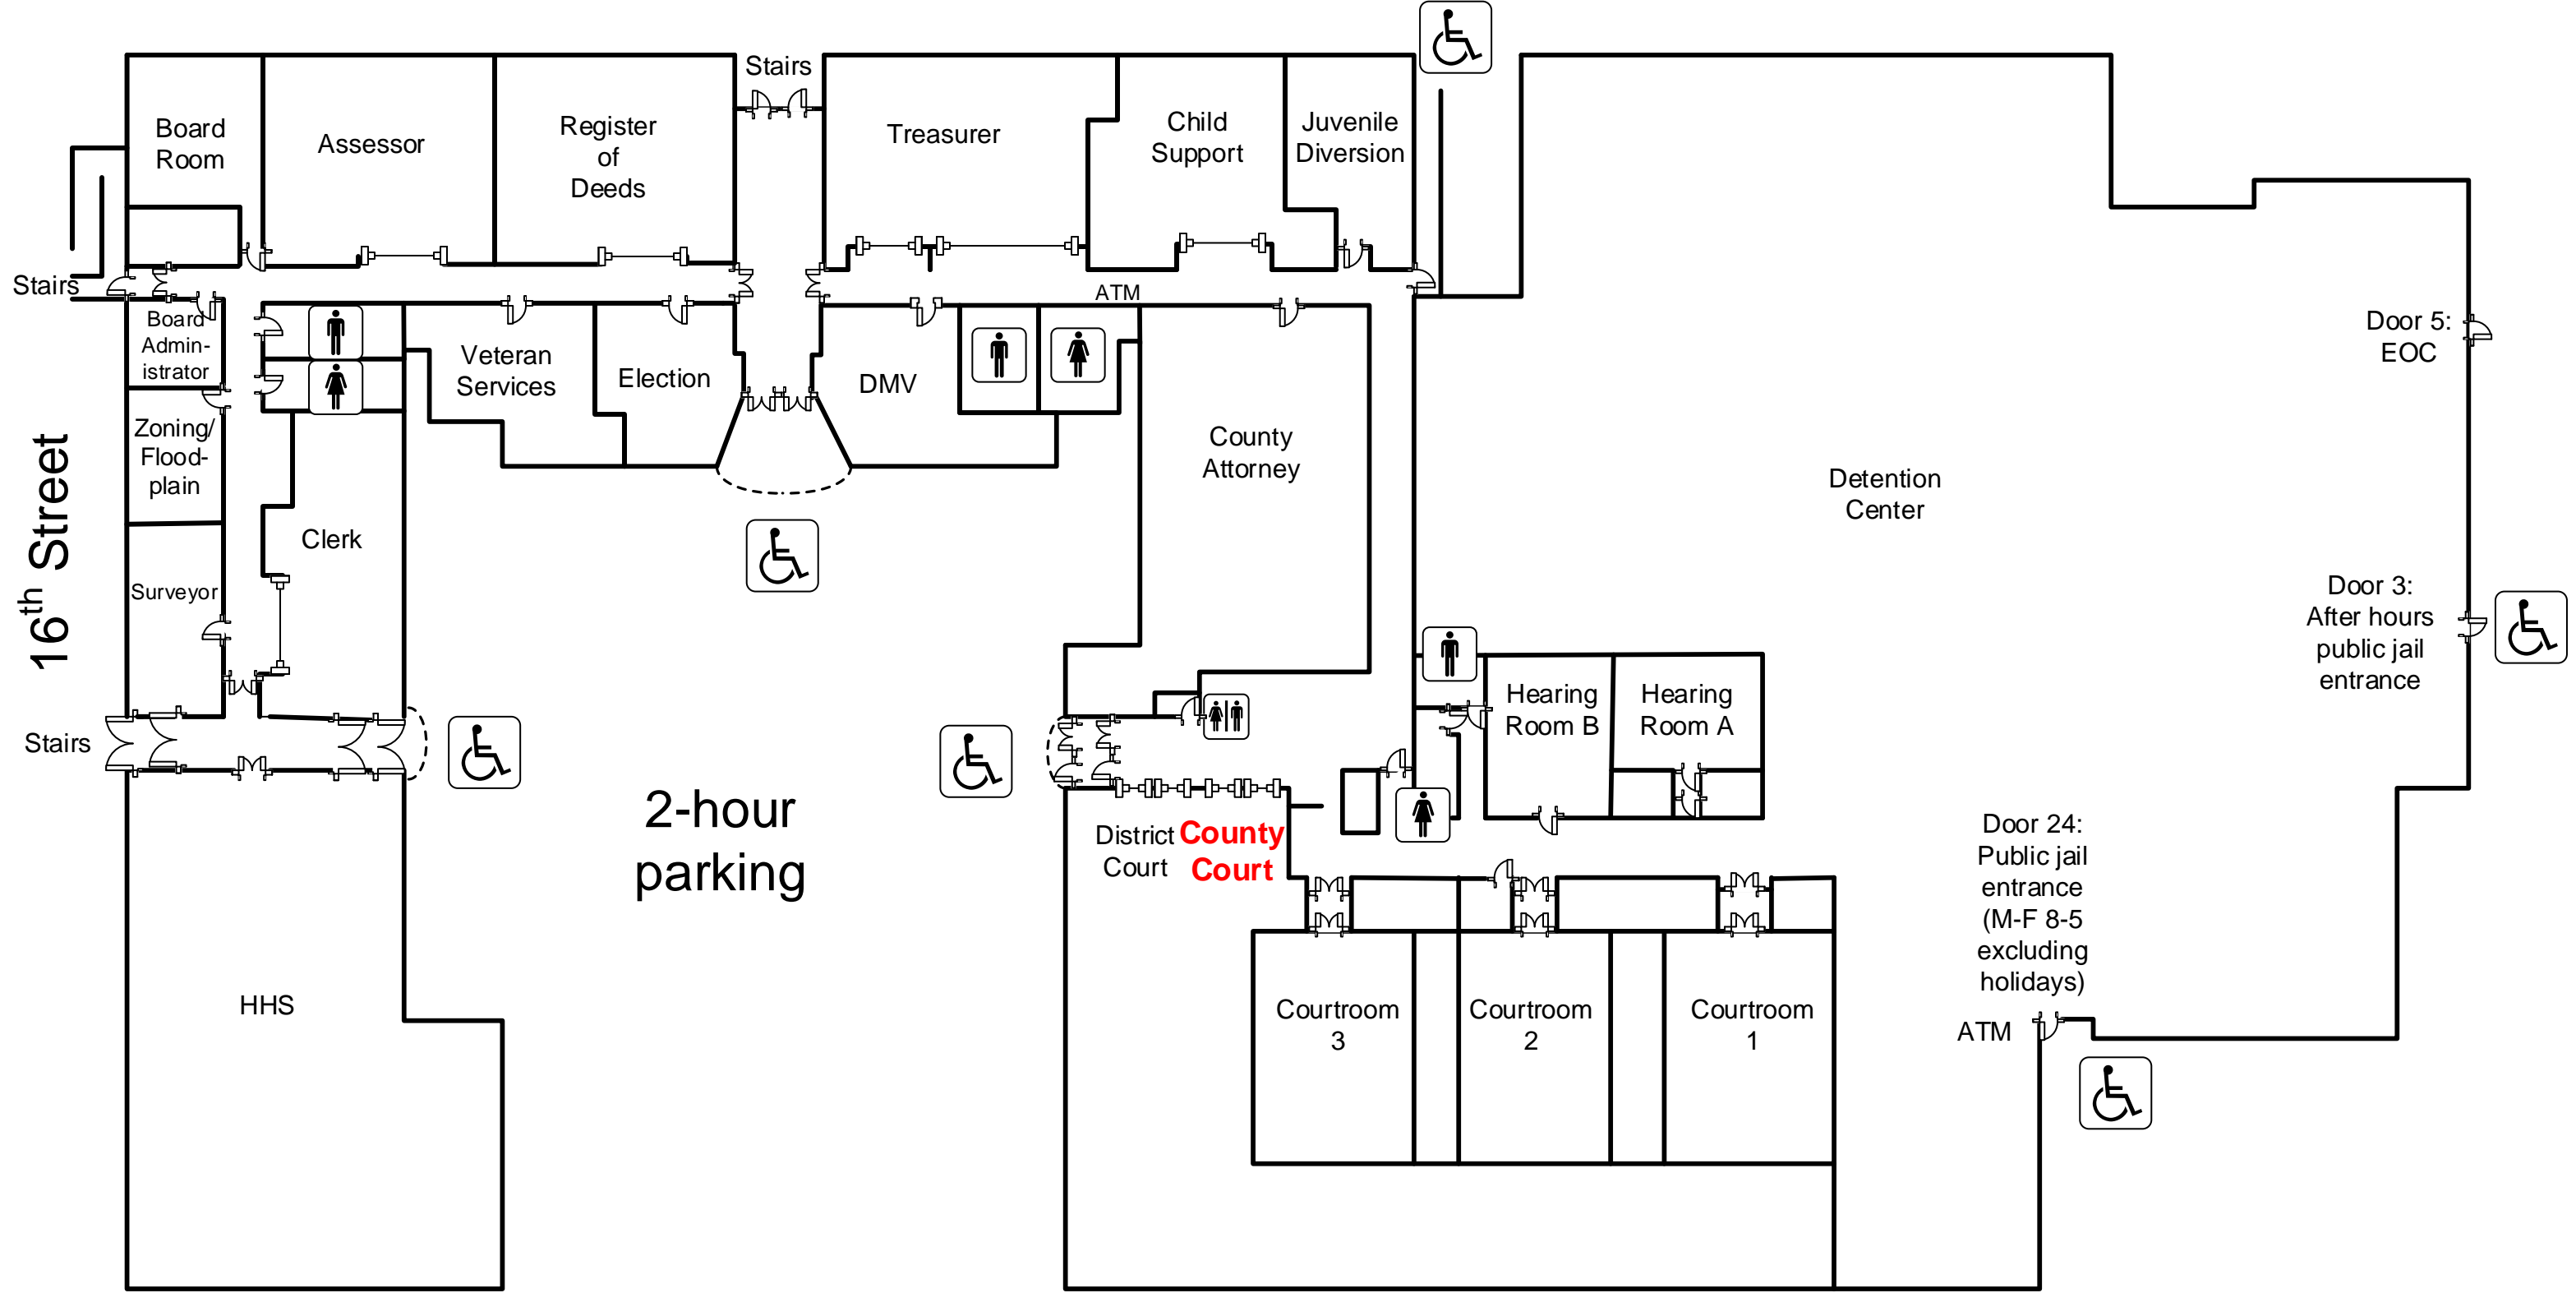 Stairs
Board
Room
Assessor
Register
of
Deeds
Treasurer
Child
Support
Juvenile
Diversion
Stairs
ATM
Board
Admin-
istrator
Veteran
Services
Election
DMV
Door 5:
EOC
Zoning/
Flood-
plain
County
Attorney
Detention
Center
16th Street
Clerk
Surveyor
Door 3:
After hours
public jail
entrance
Hearing
Room B
Hearing
Room A
Stairs
2-hour
parking
District
Court
County
Court
Door 24:
Public jail
entrance
(M-F 8-5
excluding
holidays)
HHS
Courtroom
3
Courtroom
2
Courtroom
1
ATM